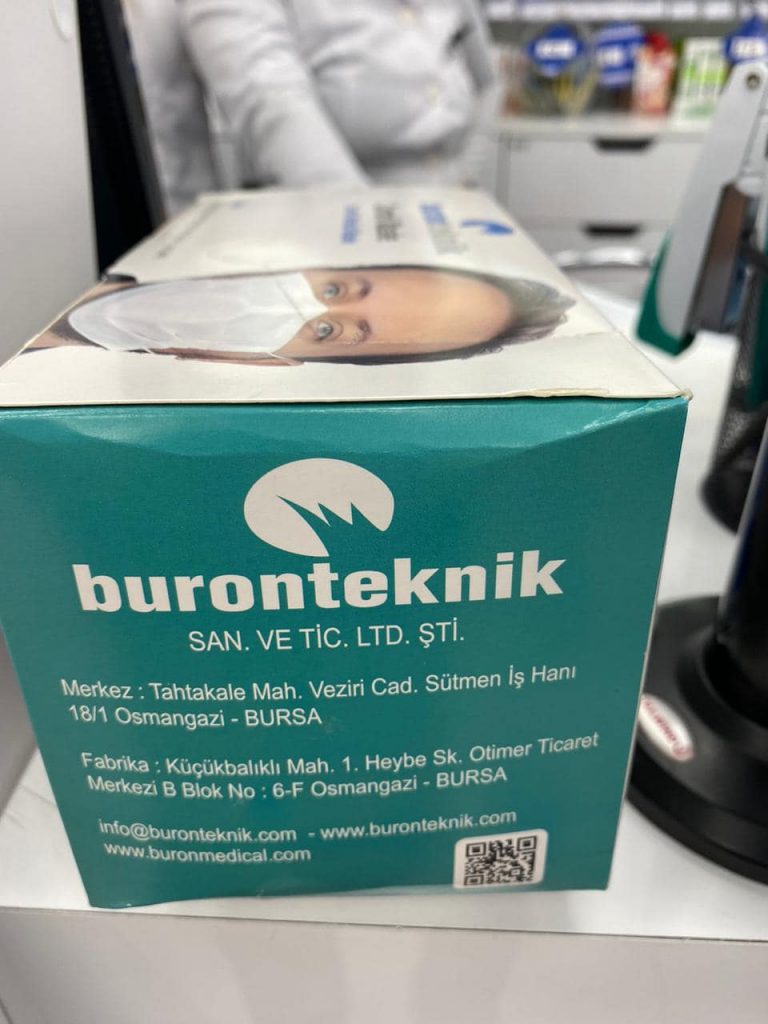 buronteknik
SAN. VE TİC. LTD. ŞTİ.
Merkez : Tahtakale Mah. Veziri Cad. Sütmen İş Hanı
18/1 Osmangazi - BURSA
Fabrika : Küçükbalıklı Mah. 1. Heybe Sk. Otimer Ticaret
Merkezi B Blok No : 6-F Osmangazi - BURSA
info@buronteknik.com - www.buronteknik.com
www.buronmedical.com